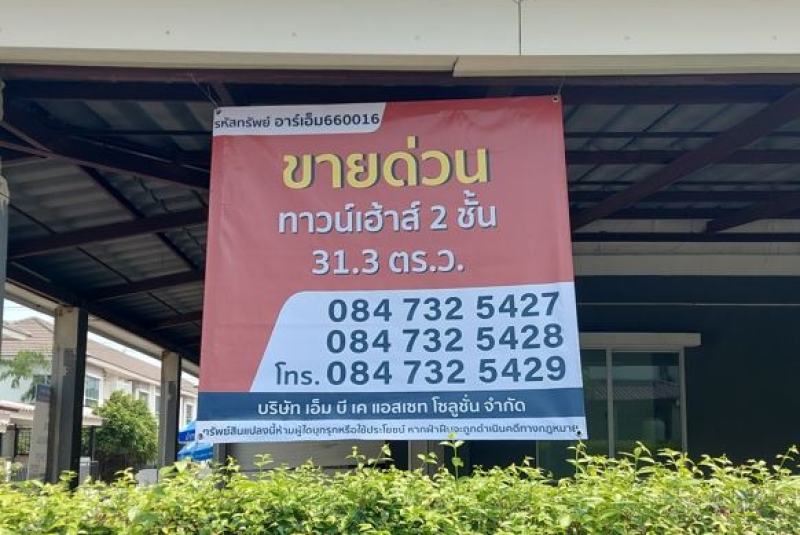 รหัสทรัพย์ อาร์เอ็ม660016
ขายด่วน
ทาวน์เฮ้าส์ 2 ชั้น
31.3 ตร.ว.
084 732 5427
084 732 5428
โทร. 084 732 5429
บริษัท เอ็ม บี เค แอสเซท โซลูชั่น จำกัด
ทรัพย์สินแปลงนี้ห้ามผู้ใดบุกรุกหรือใช้ประโยชน์ หากฝ่าฝืนจะถูกดำเนินคดีทางกฎหมาย